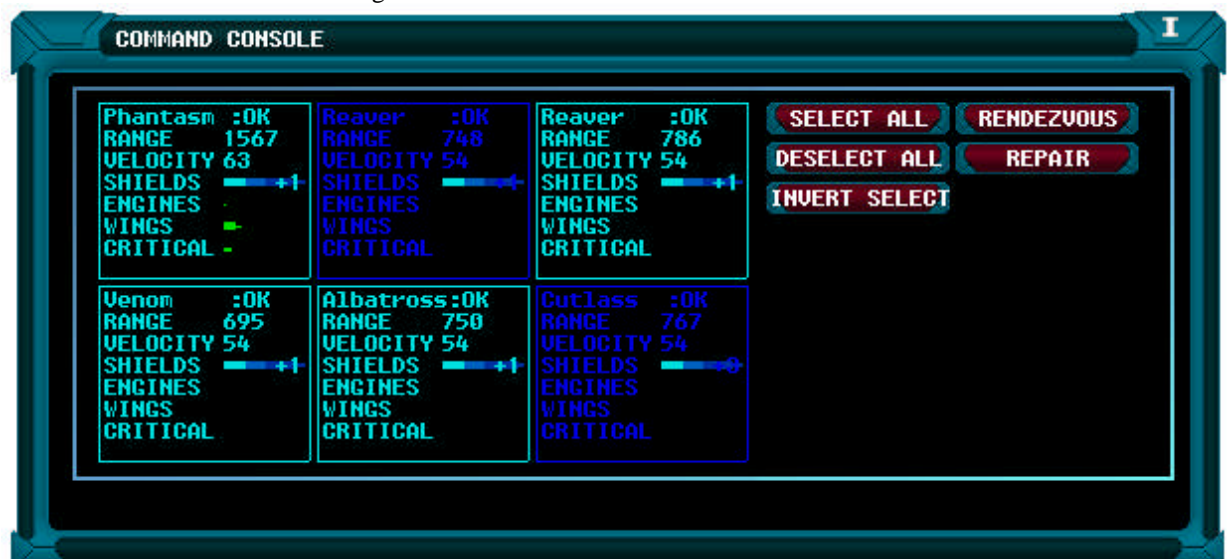 COMMAND CONSOLE
I
Phantasm :OK
RANGE 1567
VELOCITY 63
SHIELDS +1
ENGINES
WINGS
CRITICAL
Reaver :OK
RANGE 748
VELOCITY 54
SHIELDS
ENGINES
WINGS
CRITICAL
Reaver :OK
RANGE 786
VELOCITY 54
SHIELDS +1
ENGINES
WINGS
CRITICAL
SELECT ALL
RENDEZVOUS
DESELECT ALL
REPAIR
INVERT SELECT
Venom :OK
RANGE 695
VELOCITY 54
SHIELDS +1
ENGINES
WINGS
CRITICAL
Albatross:OK
RANGE 750
VELOCITY 54
SHIELDS +1
ENGINES
WINGS
CRITICAL
Cutlass :OK
RANGE 767
VELOCITY 54
SHIELDS
ENGINES
WINGS
CRITICAL